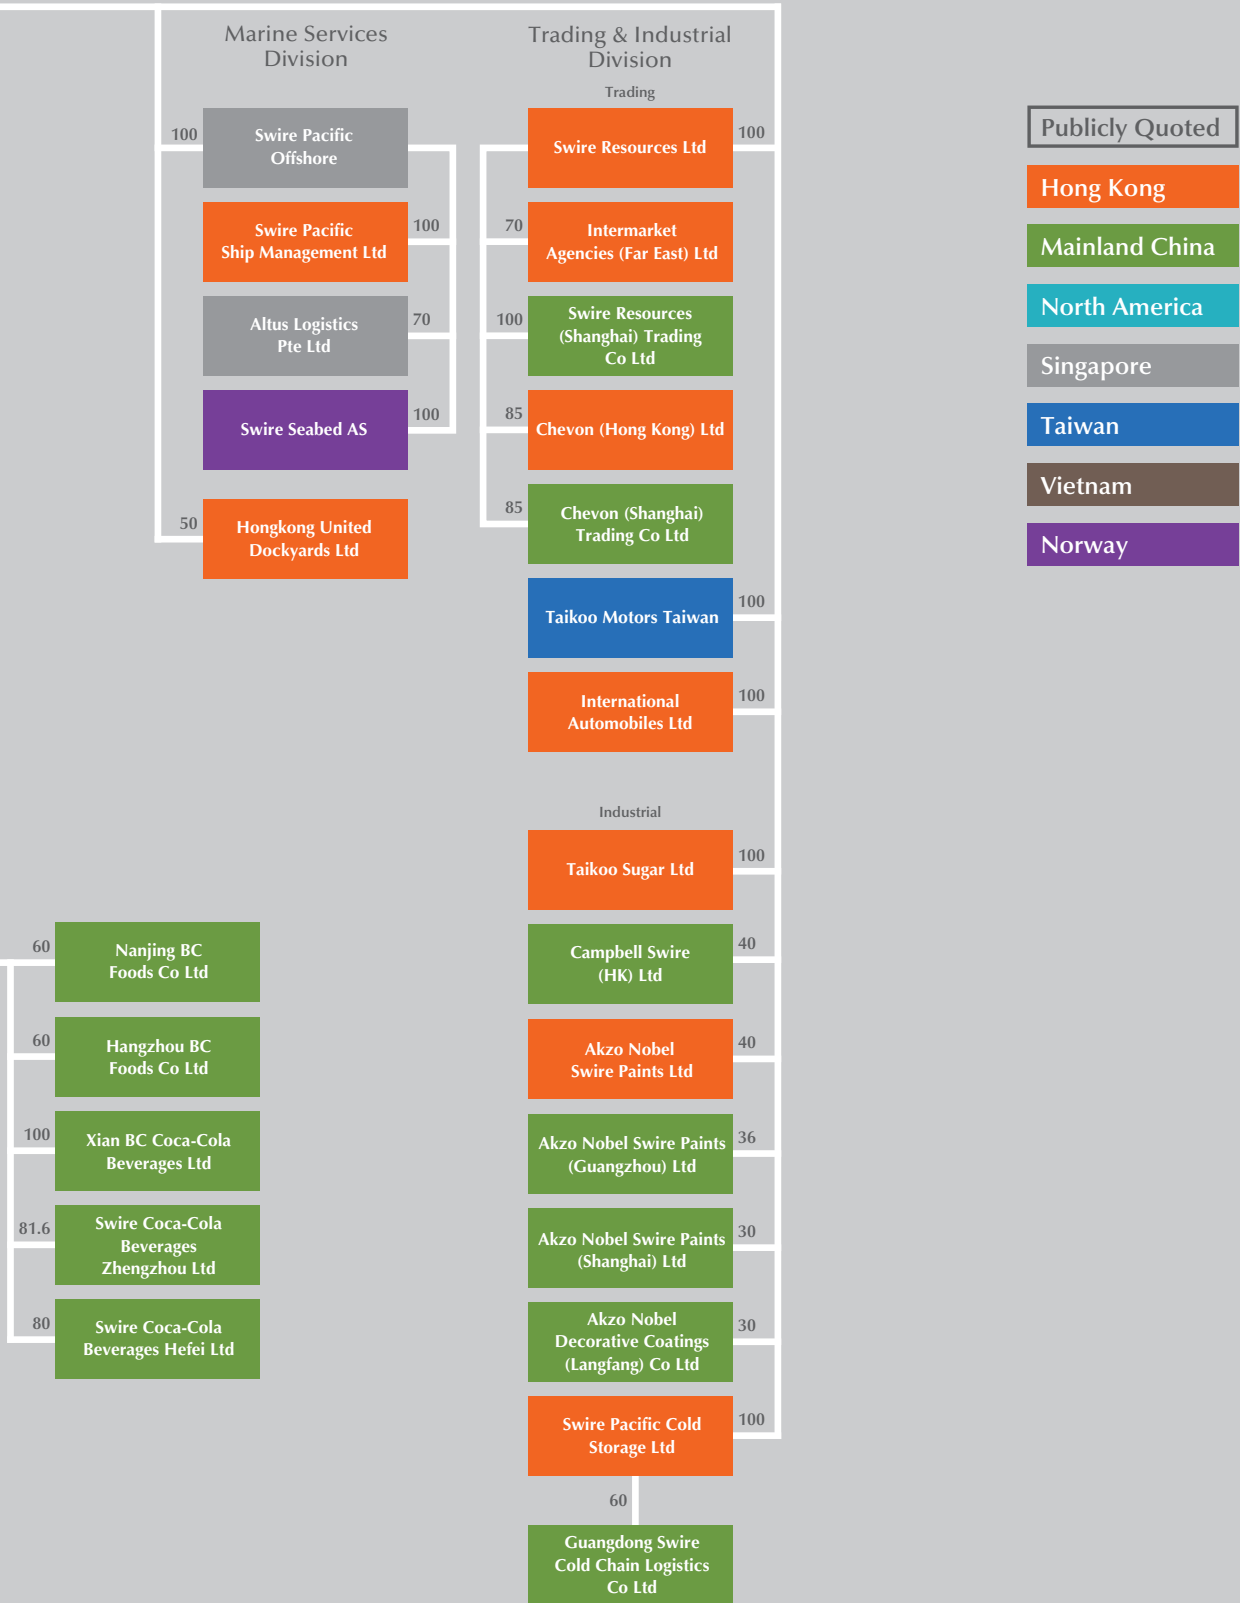 Marine Services
Division
100
Swire Pacific
Offshore
Swire Pacific
Ship Management Ltd
100
Altus Logistics
Pte Ltd
70
Swire Seabed AS
100
50
Hongkong United
Dockyards Ltd
Trading & Industrial
Division
Trading
Swire Resources Ltd
100
70
Intermarket
Agencies (Far East) Ltd
100
Swire Resources
(Shanghai) Trading
Co Ltd
85
Chevon (Hong Kong) Ltd
85
Chevon (Shanghai)
Trading Co Ltd
Taikoo Motors Taiwan
100
International
Automobiles Ltd
100
Industrial
Taikoo Sugar Ltd
100
Campbell Swire
(HK) Ltd
40
Akzo Nobel
Swire Paints Ltd
40
Akzo Nobel Swire Paints
(Guangzhou) Ltd
36
Akzo Nobel Swire Paints
(Shanghai) Ltd
30
Akzo Nobel
Decorative Coatings
(Langfang) Co Ltd
30
Swire Pacific Cold
Storage Ltd
100
60
Guangdong Swire
Cold Chain Logistics
Co Ltd
60
Nanjing BC
Foods Co Ltd
60
Hangzhou BC
Foods Co Ltd
100
Xian BC Coca-Cola
Beverages Ltd
81.6
Swire Coca-Cola
Beverages
Zhengzhou Ltd
80
Swire Coca-Cola
Beverages Hefei Ltd
Publicly Quoted
Hong Kong
Mainland China
North America
Singapore
Taiwan
Vietnam
Norway